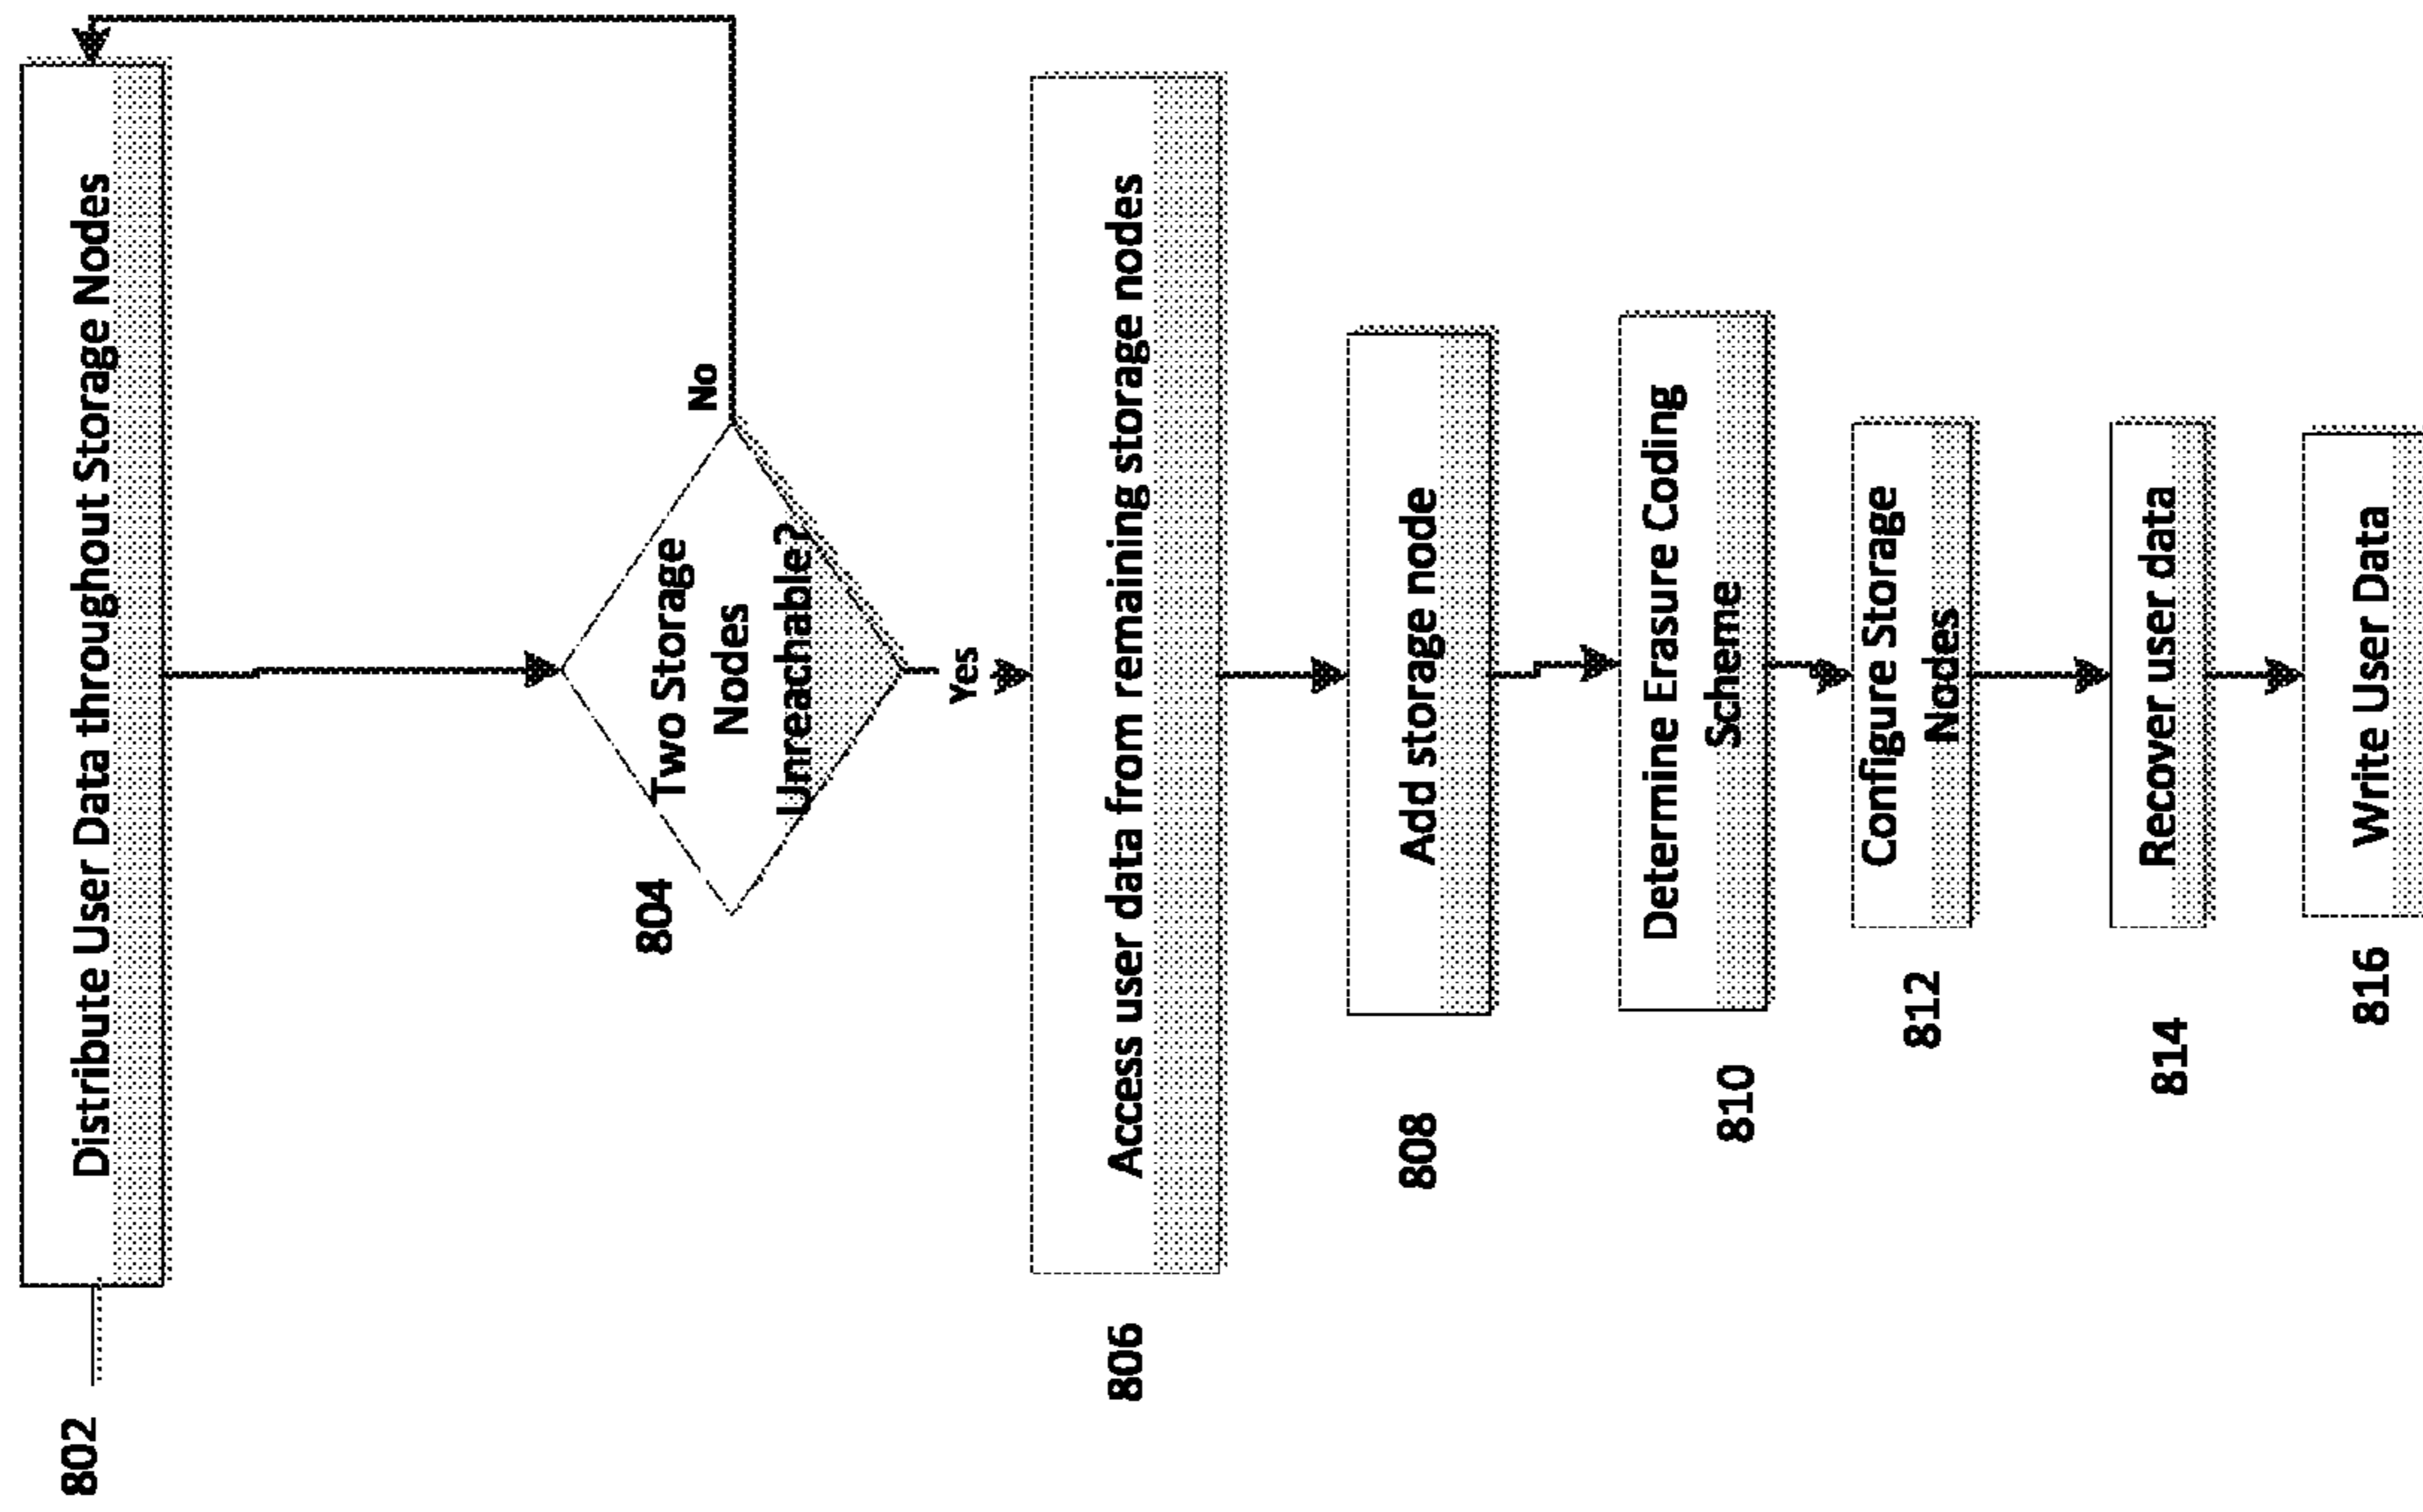 802
Distribute User Data throughout Storage Nodes
804
Two Storage
Nodes
Unreachable?
No
Yes
806
Access user data from remaining storage nodes
808
Add storage node
810
Determine Erasure Coding
Scheme
812
Configure Storage
Nodes
814
Recover user data
816
Write User Data